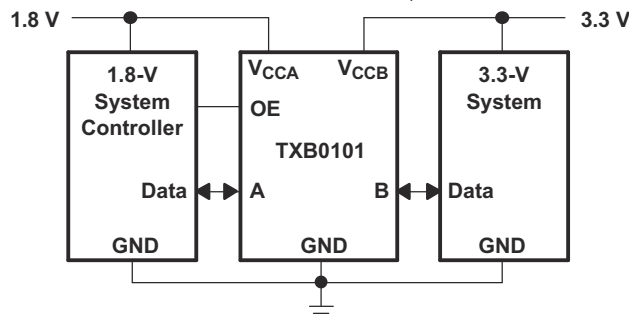 1.8 V
3.3 V
1.8-V
System
Controller
Data
GND
VCCA
VCCB
OE
TXB0101
A
B
GND
3.3-V
System
Data
GND